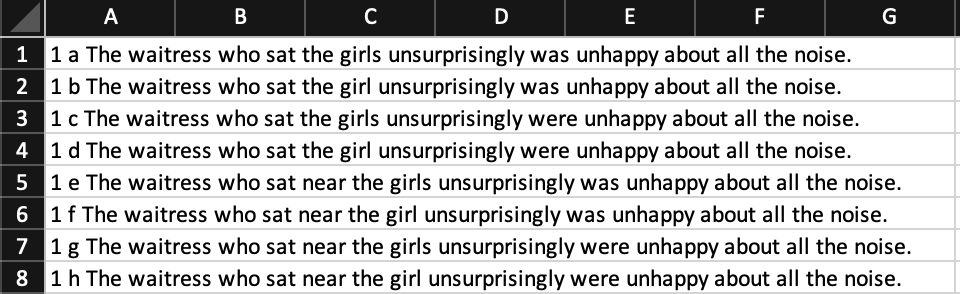 A B C D E F G
1 1 a The waitress who sat the girls unsurprisingly was unhappy about all the noise.
2 1 b The waitress who sat the girl unsurprisingly was unhappy about all the noise.
3 1 c The waitress who sat the girls unsurprisingly were unhappy about all the noise.
4 1 d The waitress who sat the girl unsurprisingly were unhappy about all the noise.
5 1 e The waitress who sat near the girls unsurprisingly was unhappy about all the noise.
6 1 f The waitress who sat near the girl unsurprisingly was unhappy about all the noise.
7 1 g The waitress who sat near the girls unsurprisingly were unhappy about all the noise.
8 1 h The waitress who sat near the girl unsurprisingly were unhappy about all the noise.